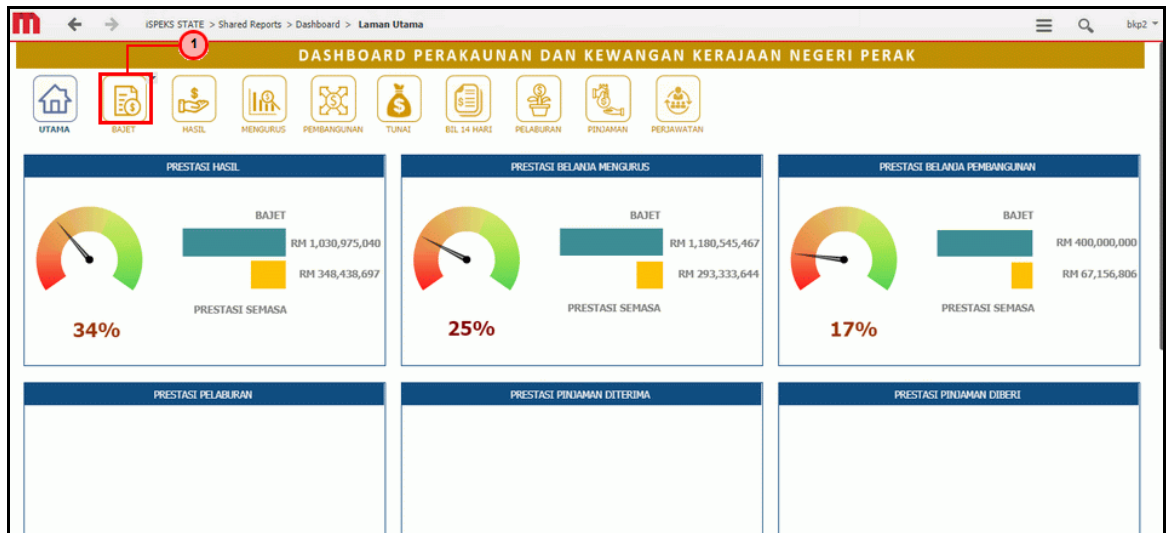 iSPEKS STATE > Shared Reports > Dashboard > Laman Utama
bkp2
1
DASHBOARD PERAKAUNAN DAN KEWANGAN KERAJAAN NEGERI PERAK
UTAMA BAJET HASIL MENGURUS PEMBANGUNAN TUNAI BIL 14 HARI PELABURAN PINJAMAN PERJAWATAN
PRESTASI HASIL
BAJET
RM 1,030,975,040
RM 348,438,697
PRESTASI SEMASA
34%
PRESTASI BELANJA MENGURUS
BAJET
RM 1,180,545,467
RM 293,333,644
PRESTASI SEMASA
25%
PRESTASI BELANJA PEMBANGUNAN
BAJET
RM 400,000,000
RM 67,156,806
PRESTASI SEMASA
17%
PRESTASI PELABURAN
PRESTASI PINJAMAN DITERIMA
PRESTASI PINJAMAN DIBERI